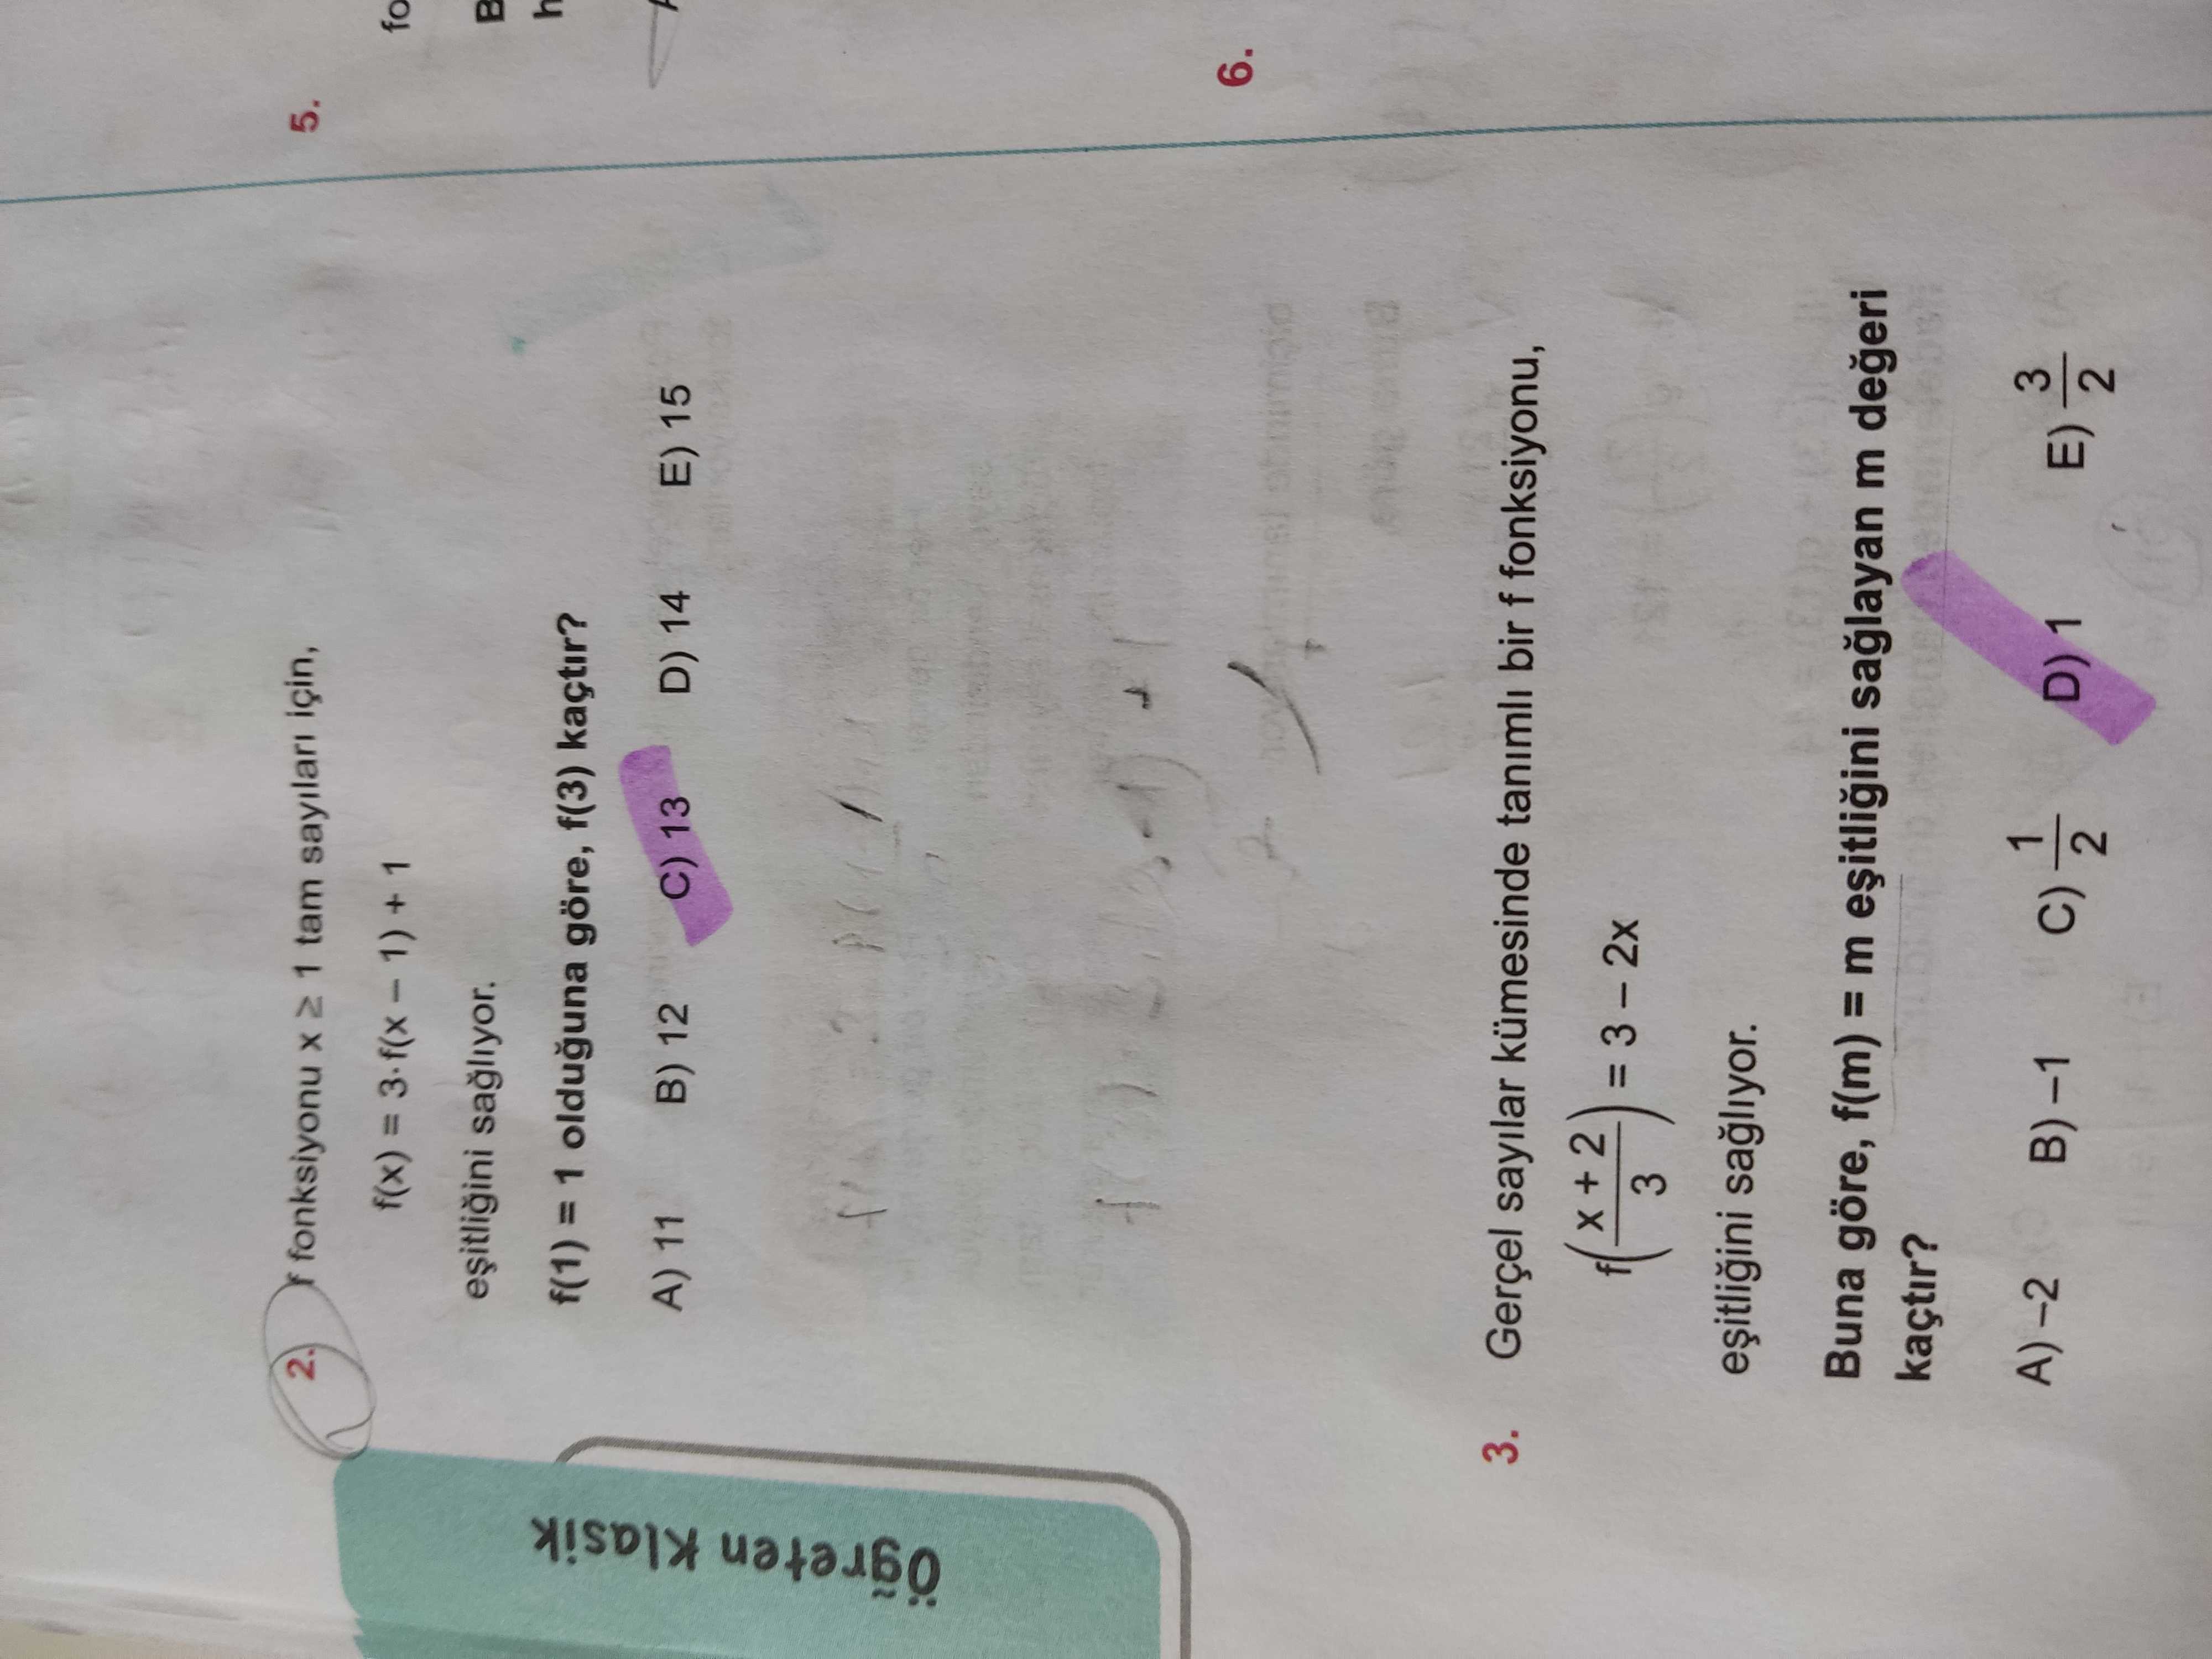 Öğreten Klasik
2. f fonksiyonu x ≥ 1 tam sayıları için,
f(x) = 3·f(x – 1) + 1
eşitliğini sağlıyor.
f(1) = 1 olduğuna göre, f(3) kaçtır?
A) 11 B) 12 C) 13 D) 14 E) 15
3. Gerçel sayılar kümesinde tanımlı bir f fonksiyonu,
f((x + 2)/3) = 3 – 2x
eşitliğini sağlıyor.
Buna göre, f(m) = m eşitliğini sağlayan m değeri
kaçtır?
A) –2 B) –1 C) 1/2 D) 1 E) 3/2
5.
fo
6.